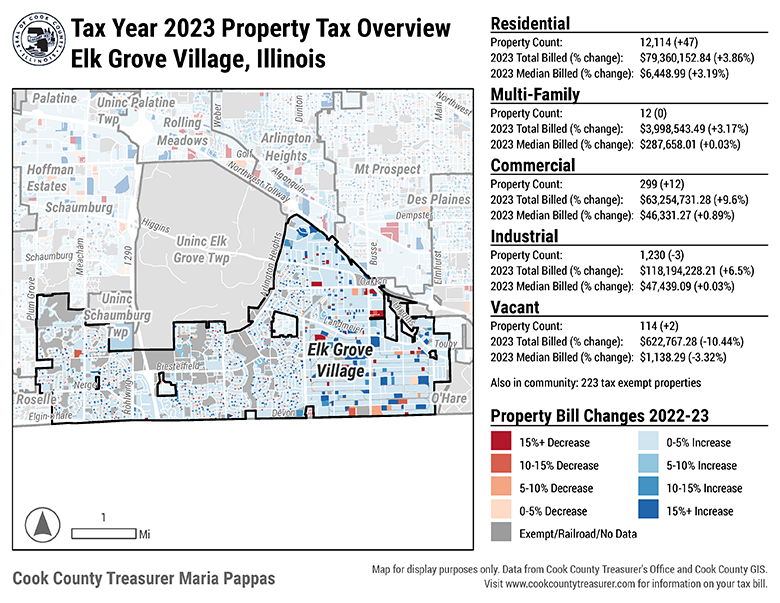 Tax Year 2023 Property Tax Overview
Elk Grove Village, Illinois
Residential
Property Count: 12,114 (+47)
2023 Total Billed (% change): $79,360,152.84 (+3.86%)
2023 Median Billed (% change): $6,448.99 (+3.19%)
Multi-Family
Property Count: 12 (0)
2023 Total Billed (% change): $3,998,543.49 (+3.17%)
2023 Median Billed (% change): $287,658.01 (+0.03%)
Commercial
Property Count: 299 (+12)
2023 Total Billed (% change): $63,254,731.28 (+9.6%)
2023 Median Billed (% change): $46,331.27 (+0.89%)
Industrial
Property Count: 1,230 (-3)
2023 Total Billed (% change): $118,194,228.21 (+6.5%)
2023 Median Billed (% change): $47,439.09 (+0.03%)
Vacant
Property Count: 114 (+2)
2023 Total Billed (% change): $622,767.28 (-10.44%)
2023 Median Billed (% change): $1,138.29 (-3.32%)
Also in community: 223 tax exempt properties
Property Bill Changes 2022-23
15%+ Decrease
10-15% Decrease
5-10% Decrease
0-5% Decrease
Exempt/Railroad/No Data
0-5% Increase
5-10% Increase
10-15% Increase
15%+ Increase
Palatine
Uninc Palatine
Twp
Rolling
Meadows
Weber
Dunton
Arlington
Heights
Main
Northwest
Golf
Northwest Tollway
Algonquin
Mt Prospect
Hoffman
Estates
Schaumburg
Des Plaines
Dempster
Higgins
Uninc Elk
Grove Twp
I 290
Meacham
Schaumburg
Plum Grove
Arlington Heights
Busse
Elmhurst
Oakton
Uninc
Schaumburg
Twp
Landmeier
Touhy
Elk Grove
Village
Biesterfield
Nerge
Rohlwing
Roselle
Elgin-Ohare
Devon
O'Hare
1
Mi
Cook County Treasurer Maria Pappas
Map for display purposes only. Data from Cook County Treasurer's Office and Cook County GIS.
Visit www.cookcountytreasurer.com for information on your tax bill.